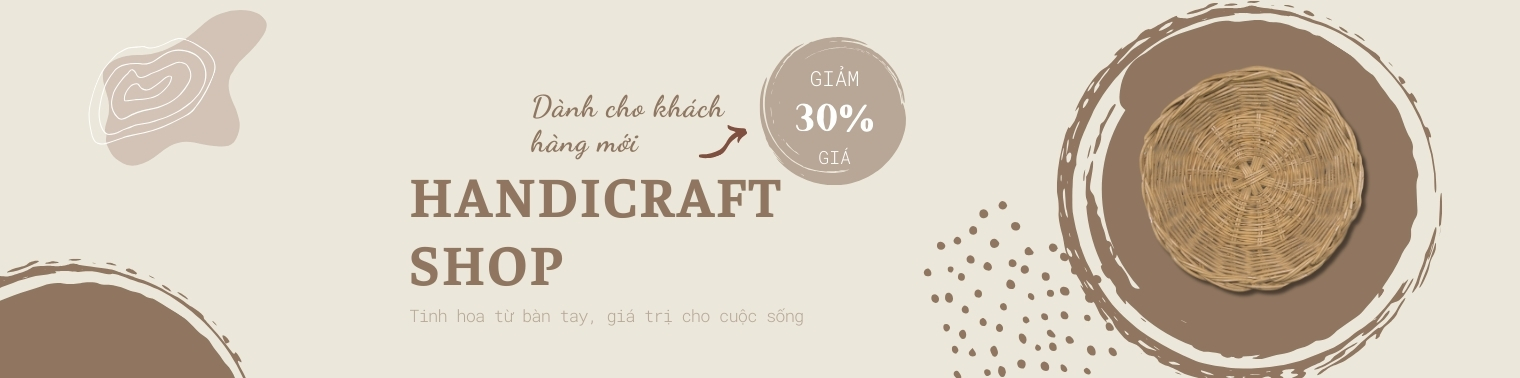 Dành cho khách
hàng mới
GIẢM
30%
GIÁ
HANDICRAFT
SHOP
Tinh hoa từ bàn tay, giá trị cho cuộc sống